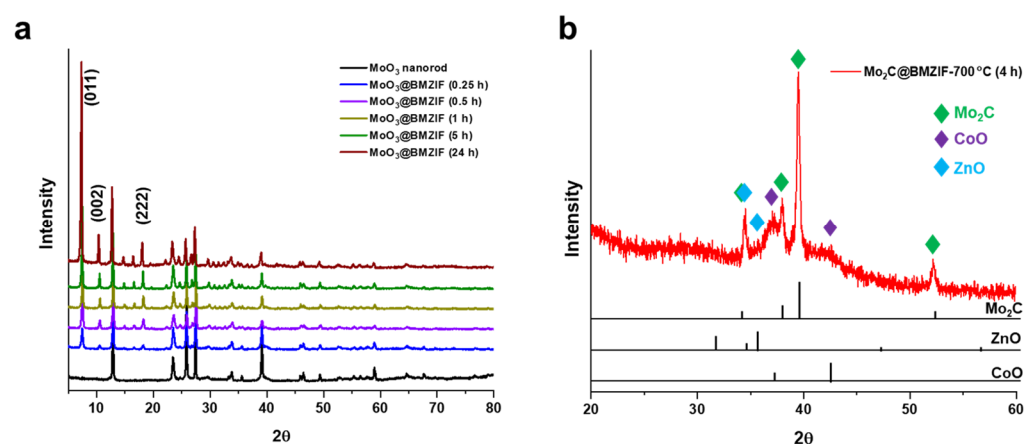 a
Intensity
(011)
(002)
(222)
MoO₃ nanorod
MoO₃@BMZIF (0.25 h)
MoO₃@BMZIF (0.5 h)
MoO₃@BMZIF (1 h)
MoO₃@BMZIF (5 h)
MoO₃@BMZIF (24 h)
10 20 30 40 50 60 70 80
2θ
b
Intensity
Mo₂C@BMZIF-700°C (4 h)
Mo₂C
CoO
ZnO
Mo₂C
ZnO
CoO
20 30 40 50 60
2θ